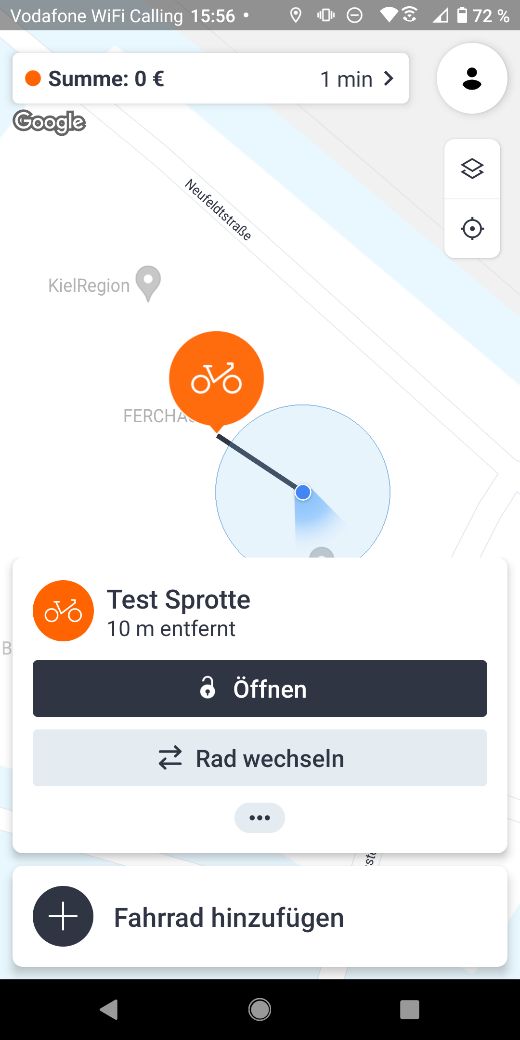 Vodafone WiFi Calling 15:56 • 72 %
Summe: 0 € 1 min
Google
Neufeldtstraße
KielRegion
FERCHA
Test Sprotte
10 m entfernt
B
Öffnen
Rad wechseln
Fahrrad hinzufügen